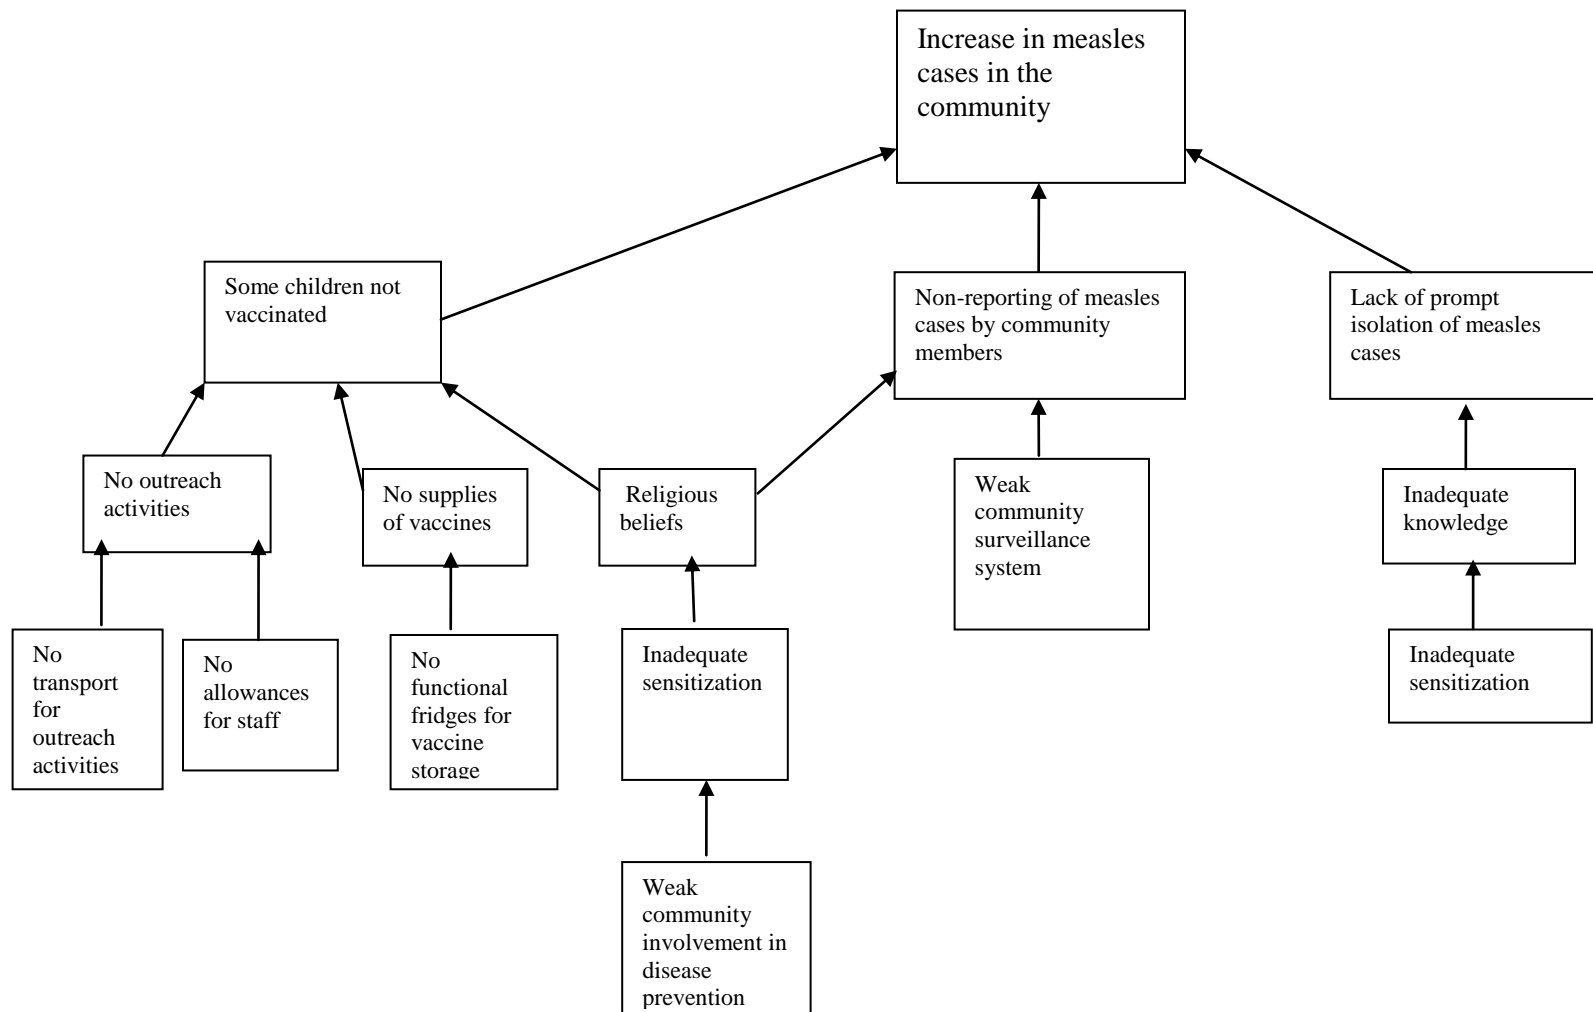 Increase in measles
cases in the
community
Some children not
vaccinated
Non-reporting of measles
cases by community
members
Lack of prompt
isolation of measles
cases
No outreach
activities
No supplies
of vaccines
Religious
beliefs
Weak
community
surveillance
system
Inadequate
knowledge
No
transport
for
outreach
activities
No
allowances
for staff
No
functional
fridges for
vaccine
storage
Inadequate
sensitization
Inadequate
sensitization
Weak
community
involvement in
disease
prevention